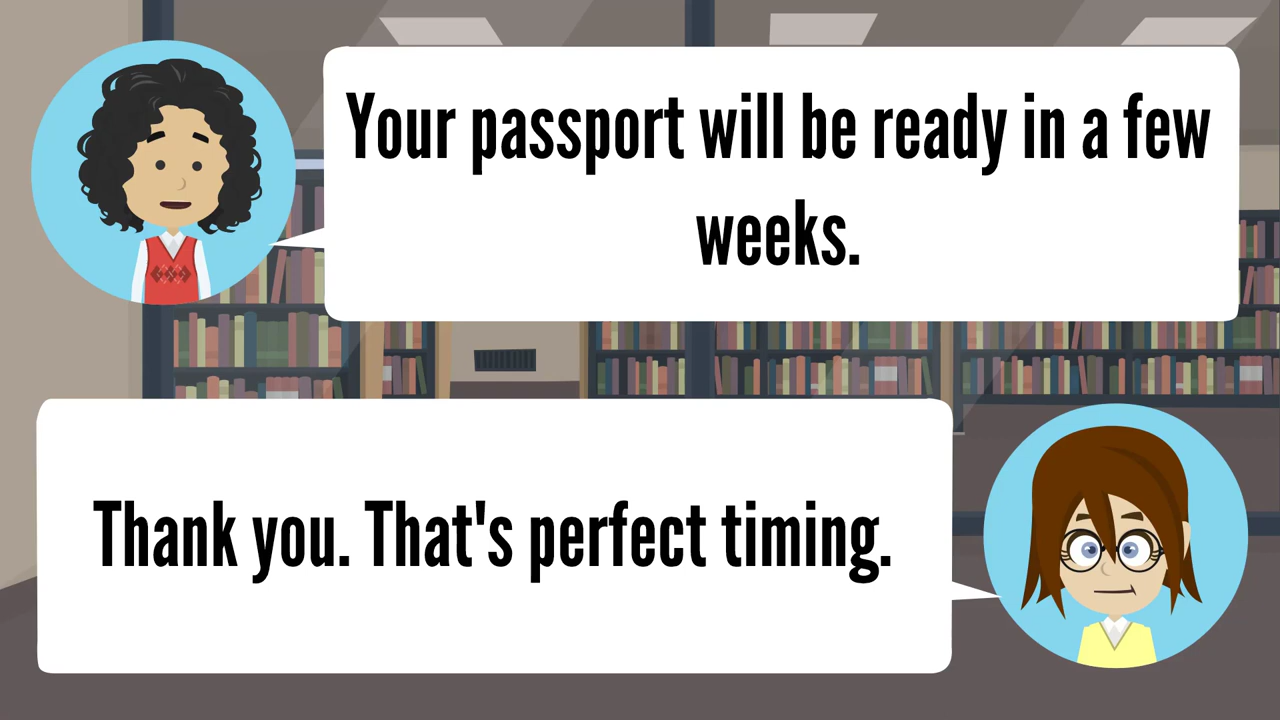 Your passport will be ready in a few
weeks.
Thank you. That's perfect timing.